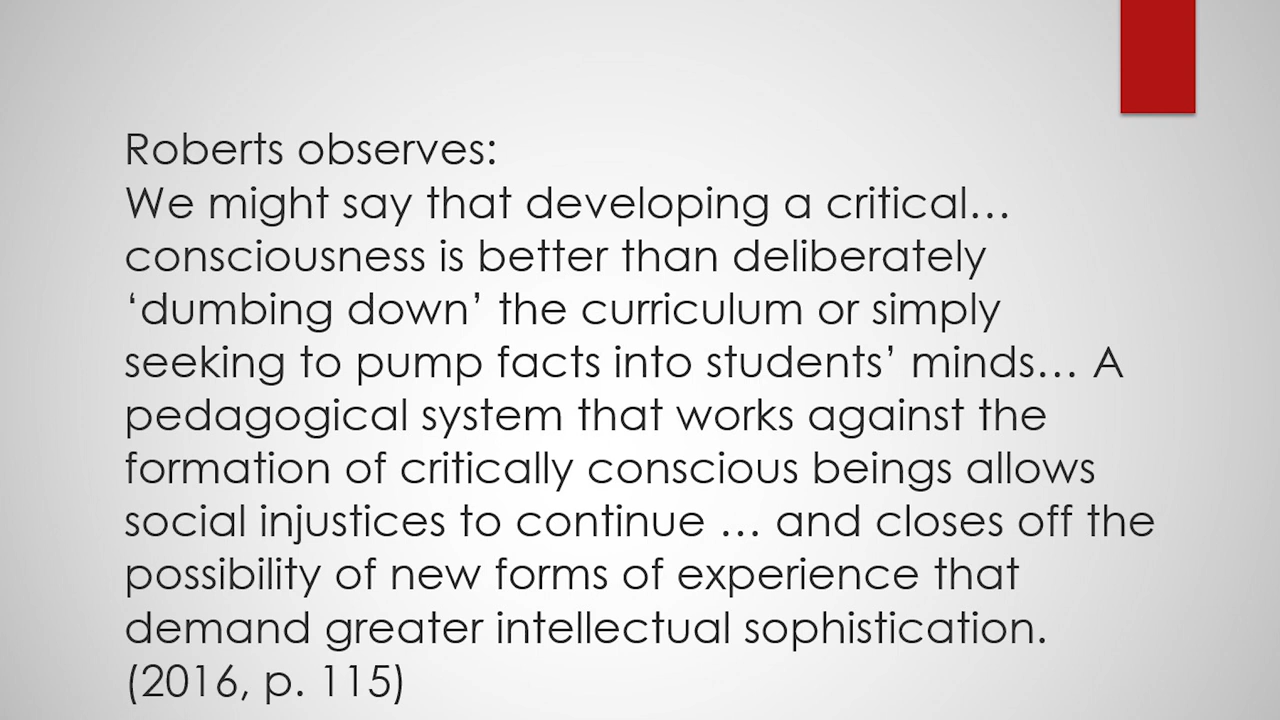 Roberts observes:
We might say that developing a critical…
consciousness is better than deliberately
‘dumbing down’ the curriculum or simply
seeking to pump facts into students’ minds… A
pedagogical system that works against the
formation of critically conscious beings allows
social injustices to continue … and closes off the
possibility of new forms of experience that
demand greater intellectual sophistication.
(2016, p. 115)